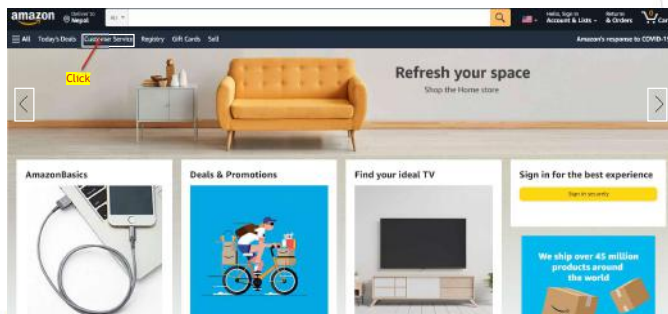 amazon
Deliver to
Nepal
All
Hello, Sign in
Account & Lists
Returns
& Orders
Car
All Today's Deals Customer Service Registry Gift Cards Sell
Amazon's response to COVID-19
Click
Refresh your space
Shop the Home store
AmazonBasics
Deals & Promotions
Find your ideal TV
Sign in for the best experience
Sign in securely
We ship over 45 million
products around
the world